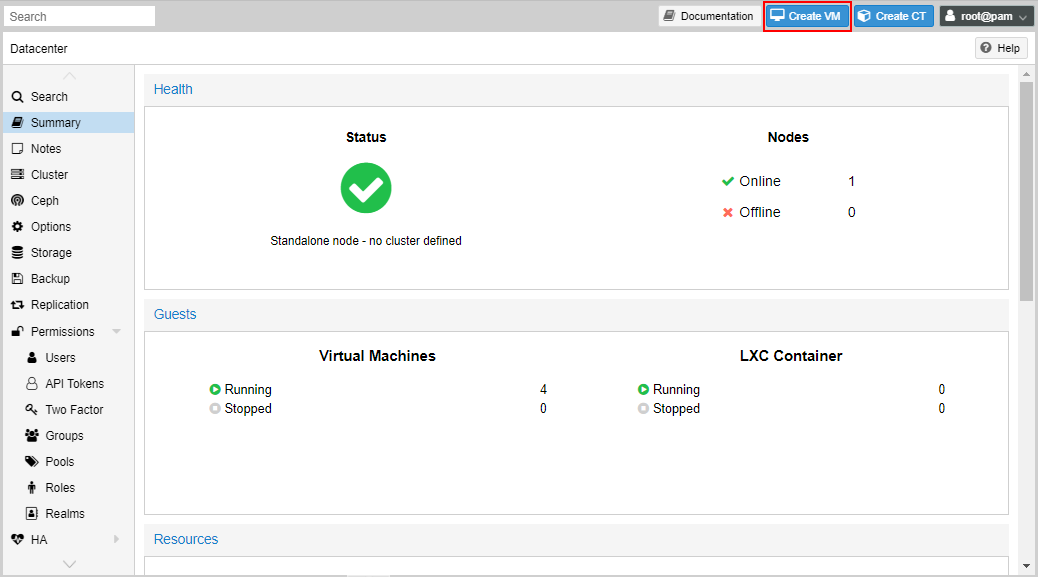 Search
Documentation
Create VM
Create CT
root@pam
Datacenter
Help
Search
Summary
Notes
Cluster
Ceph
Options
Storage
Backup
Replication
Permissions
Users
API Tokens
Two Factor
Groups
Pools
Roles
Realms
HA
Health
Status
Standalone node - no cluster defined
Nodes
Online 1
Offline 0
Guests
Virtual Machines
Running 4
Stopped 0
LXC Container
Running 0
Stopped 0
Resources